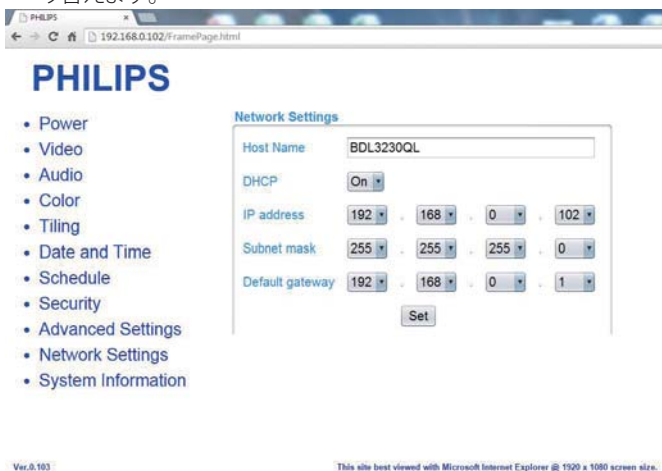 PHILIPS
192.168.0.102/FramePage.html
PHILIPS
• Power
• Video
• Audio
• Color
• Tiling
• Date and Time
• Schedule
• Security
• Advanced Settings
• Network Settings
• System Information
Network Settings
Host Name BDL3230QL
DHCP On
IP address 192 . 168 . 0 . 102
Subnet mask 255 . 255 . 255 . 0
Default gateway 192 . 168 . 0 . 1
Set
Ver.0.103
This site best viewed with Microsoft Internet Explorer @ 1920 x 1080 screen size.